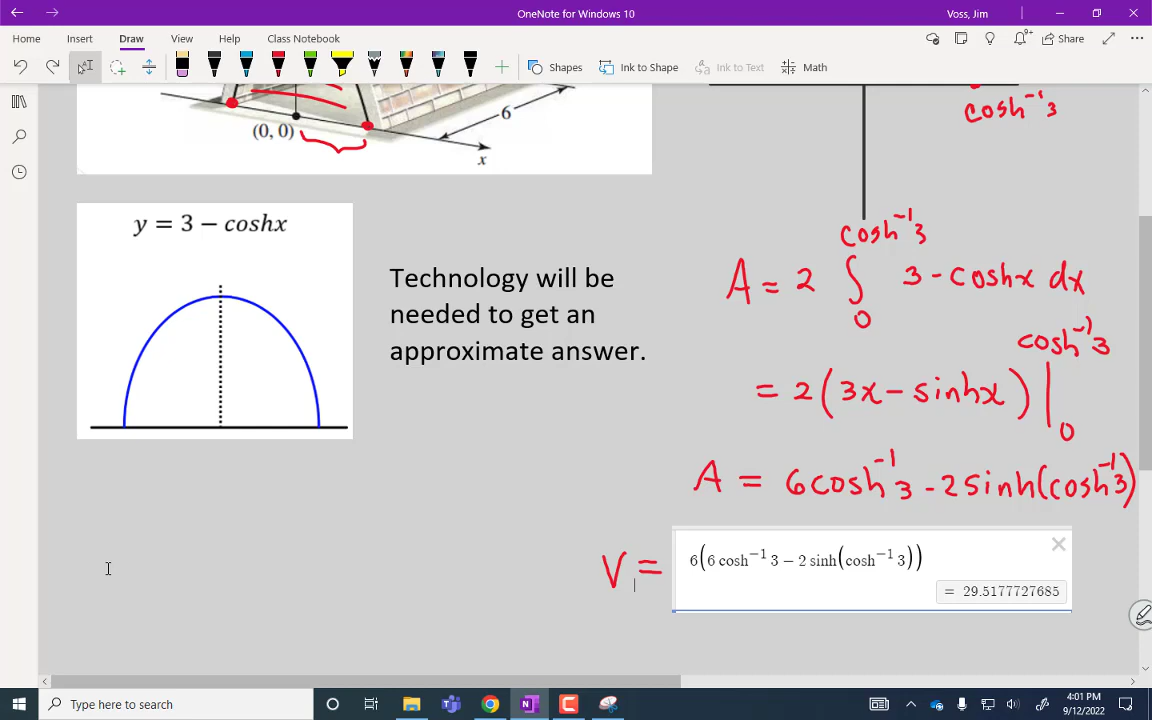 OneNote for Windows 10
Voss, Jim
Home Insert Draw View Help Class Notebook
Share
Shapes
Ink to Shape
Ink to Text
Math
(0, 0)
6
x
cosh⁻¹3
y = 3 − coshx
Technology will be
needed to get an
approximate answer.
cosh⁻¹3
A = 2 ∫ 3 - coshx dx
0
cosh⁻¹3
= 2(3x - sinhx)|
0
A = 6cosh⁻¹3 - 2sinh(cosh⁻¹3)
V =
6(6 cosh⁻¹ 3 − 2 sinh(cosh⁻¹ 3))
= 29.5177727685
Type here to search
4:01 PM
9/12/2022